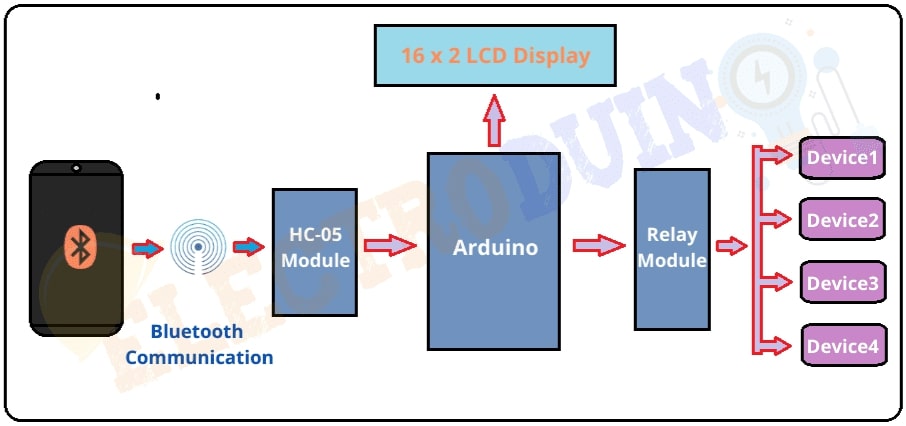 16 x 2 LCD Display
ELECTRODUINO
HC-05
Module
Arduino
Relay
Module
Device1
Device2
Device3
Device4
Bluetooth
Communication